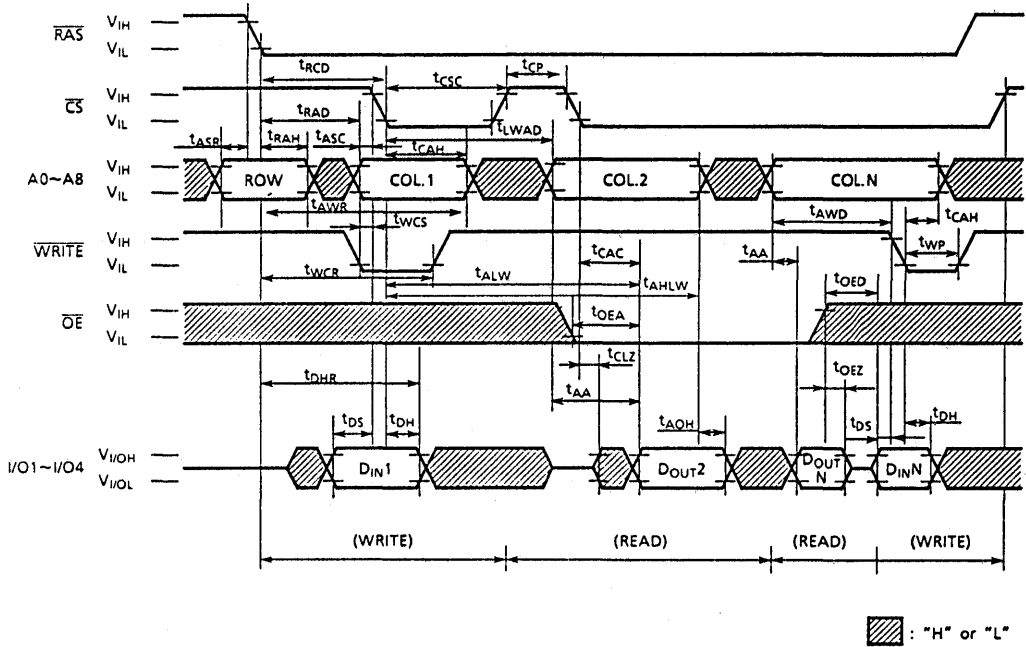 RAS VIH
VIL
tRCD tCSC tCP
CS VIH
VIL
tRAD tLWAD
tASR tRAH tASC tCAH
A0~A8 VIH
VIL
ROW COL.1 COL.2 COL.N
tAWR tWCS tAWD tCAH
WRITE VIH
VIL
tCAC tAA tWP
tWCR tALW tAHLW tOED
OE VIH
VIL
tOEA
tCLZ tOEZ
tDHR tAA
tDS tDH tAOH tDS tDH
I/O1~I/O4 VI/OH
VI/OL
DIN1 DOUT2 DOUT N DINN
(WRITE) (READ) (READ) (WRITE)
: "H" or "L"